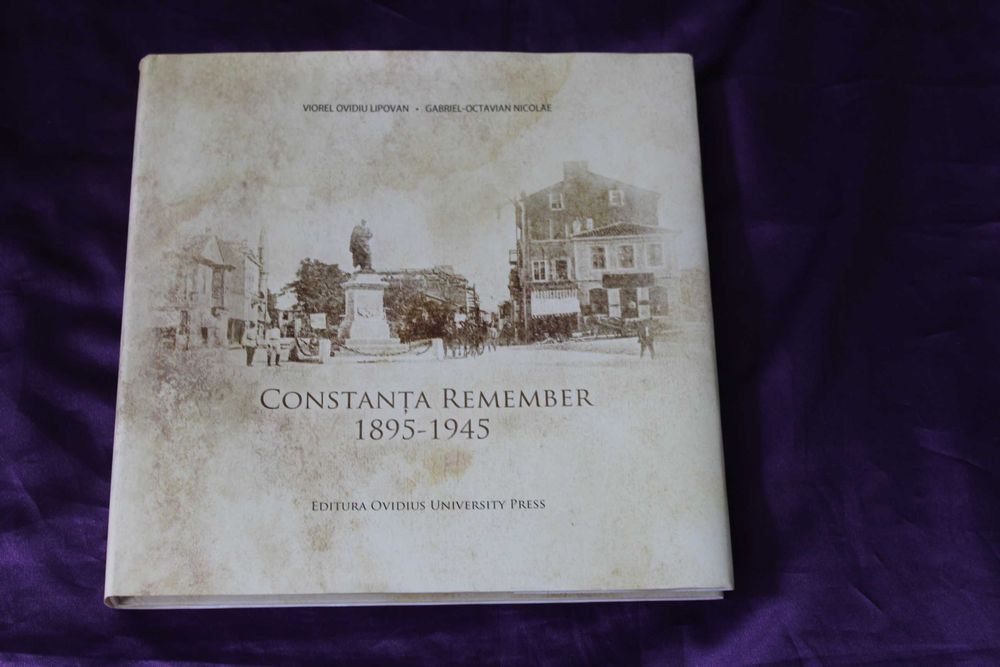 VIOREL OVIDIU LIPOVAN • GABRIEL-OCTAVIAN NICOLAE
CONSTANȚA REMEMBER
1895-1945
EDITURA OVIDIUS UNIVERSITY PRESS